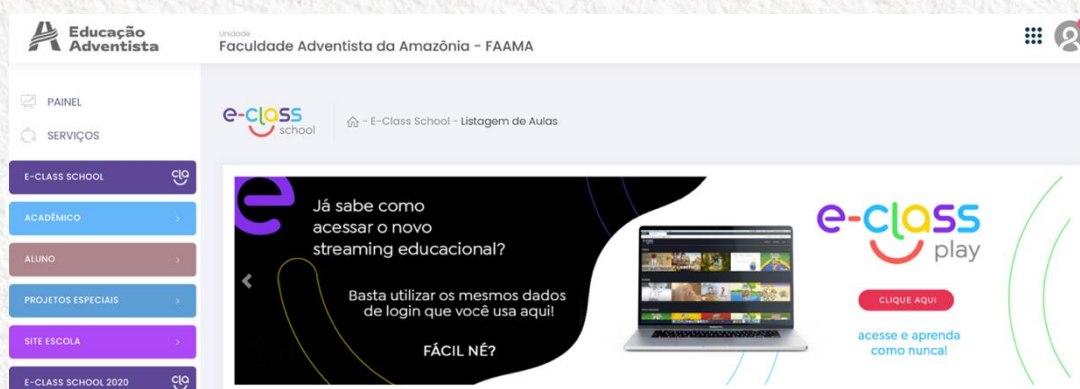 Educação
Adventista
Unidade
Faculdade Adventista da Amazônia - FAAMA
PAINEL
SERVIÇOS
E-CLASS SCHOOL
cla
ACADÊMICO
ALUNO
PROJETOS ESPECIAIS
SITE ESCOLA
E-CLASS SCHOOL 2020
cla
e-class
school
- E-Class School - Listagem de Aulas
e
Já sabe como
acessar o novo
streaming educacional?
Basta utilizar os mesmos dados
de login que você usa aqui!
FÁCIL NÉ?
e-class
play
CLIQUE AQUI
acesse e aprenda
como nunca!